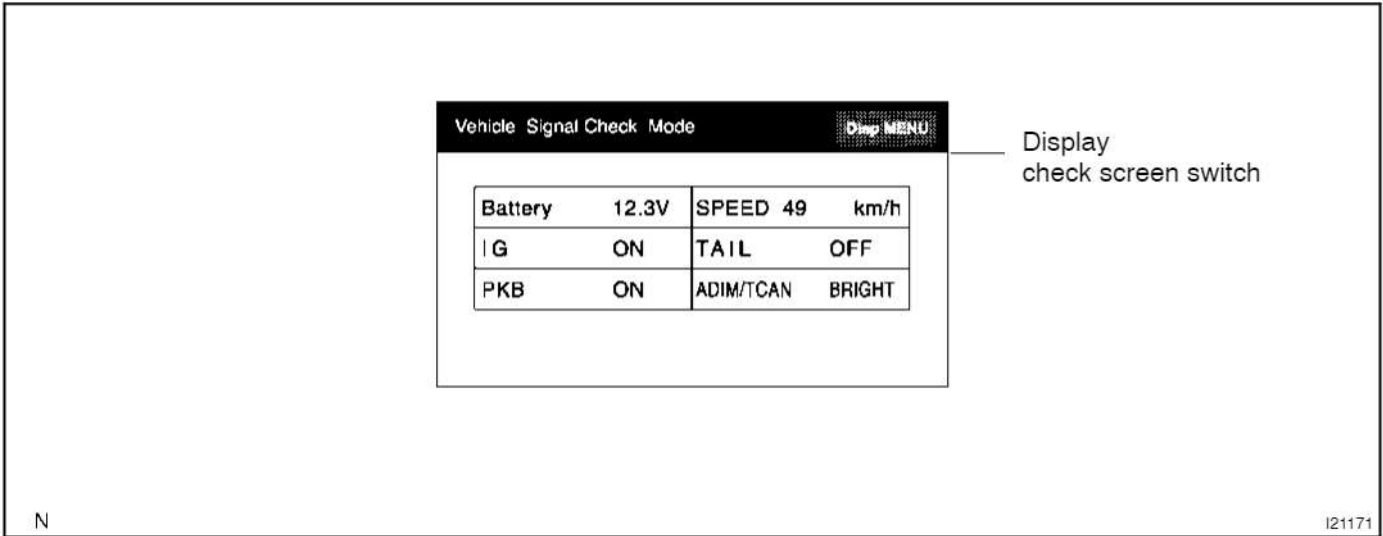 Vehicle Signal Check Mode Disp MENU
Display
check screen switch
Battery 12.3V SPEED 49 km/h
IG ON TAIL OFF
PKB ON ADIM/TCAN BRIGHT
N I21171